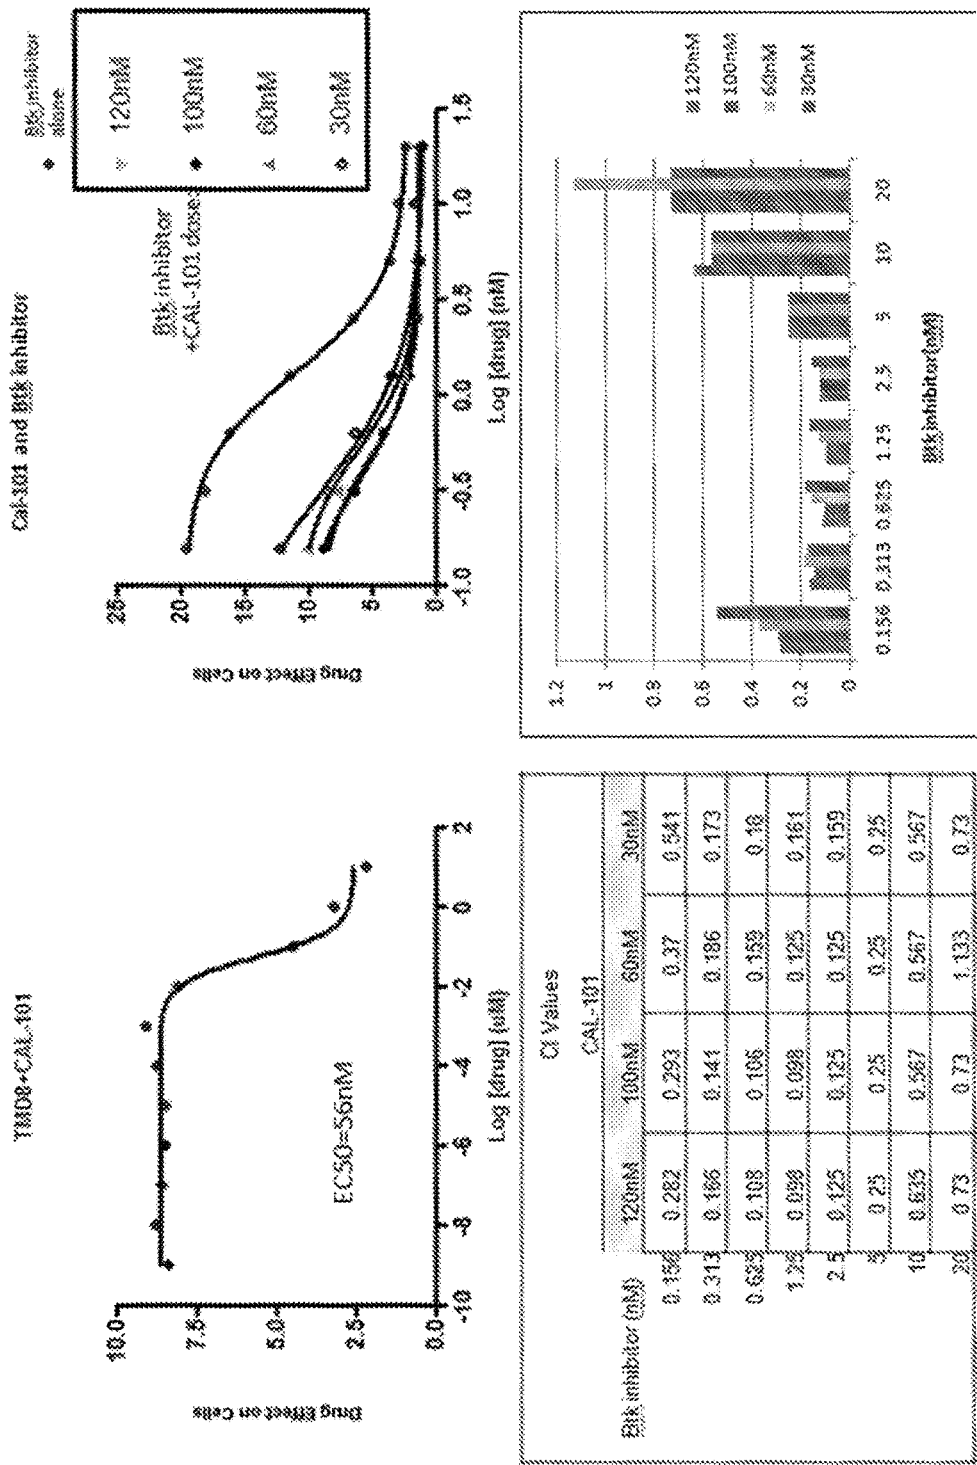 TMD8+CAL-101
Drug Effect on Cells
10.0
7.5
5.0
2.5
0.0
EC50=56nM
-10
-8
-6
-4
-2
0
2
Log [drug] (uM)
Cal-101 and Btk inhibitor
Drug Effect on Cells
25
20
15
10
5
0
-1.0
-0.5
0.0
0.5
1.0
1.5
Log [drug] (nM)
Btk inhibitor
alone
Btk inhibitor
+CAL-101 doses
120nM
100nM
60nM
30nM
CI Values
CAL-101
Btk inhibitor (nM)
120nM 100nM 60nM 30nM
0.156 0.282 0.293 0.37 0.541
0.313 0.166 0.141 0.186 0.173
0.625 0.108 0.106 0.159 0.18
1.25 0.098 0.098 0.125 0.161
2.5 0.125 0.125 0.125 0.159
5 0.25 0.25 0.25 0.25
10 0.635 0.567 0.567 0.567
20 0.73 0.73 1.133 0.73
1.2
1
0.8
0.6
0.4
0.2
0
0.156 0.313 0.625 1.25 2.5 5 10 20
Btk inhibitor(nM)
120nM
100nM
60nM
30nM